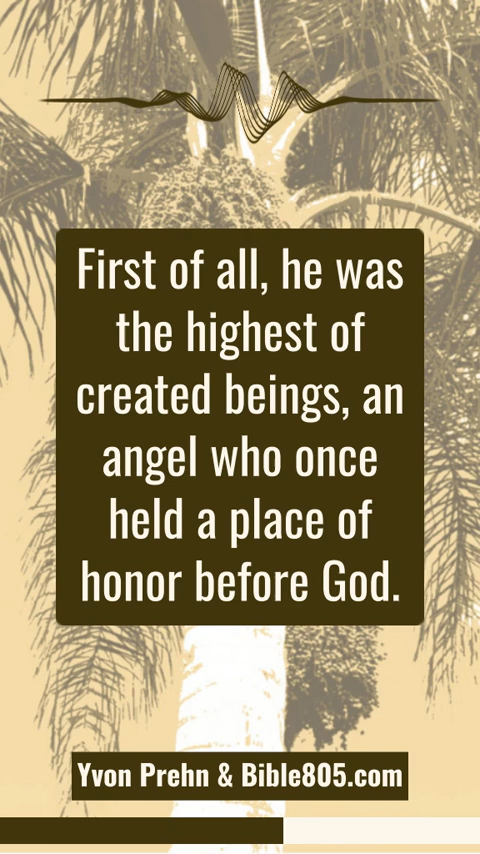 First of all, he was
the highest of
created beings, an
angel who once
held a place of
honor before God.
Yvon Prehn & Bible805.com